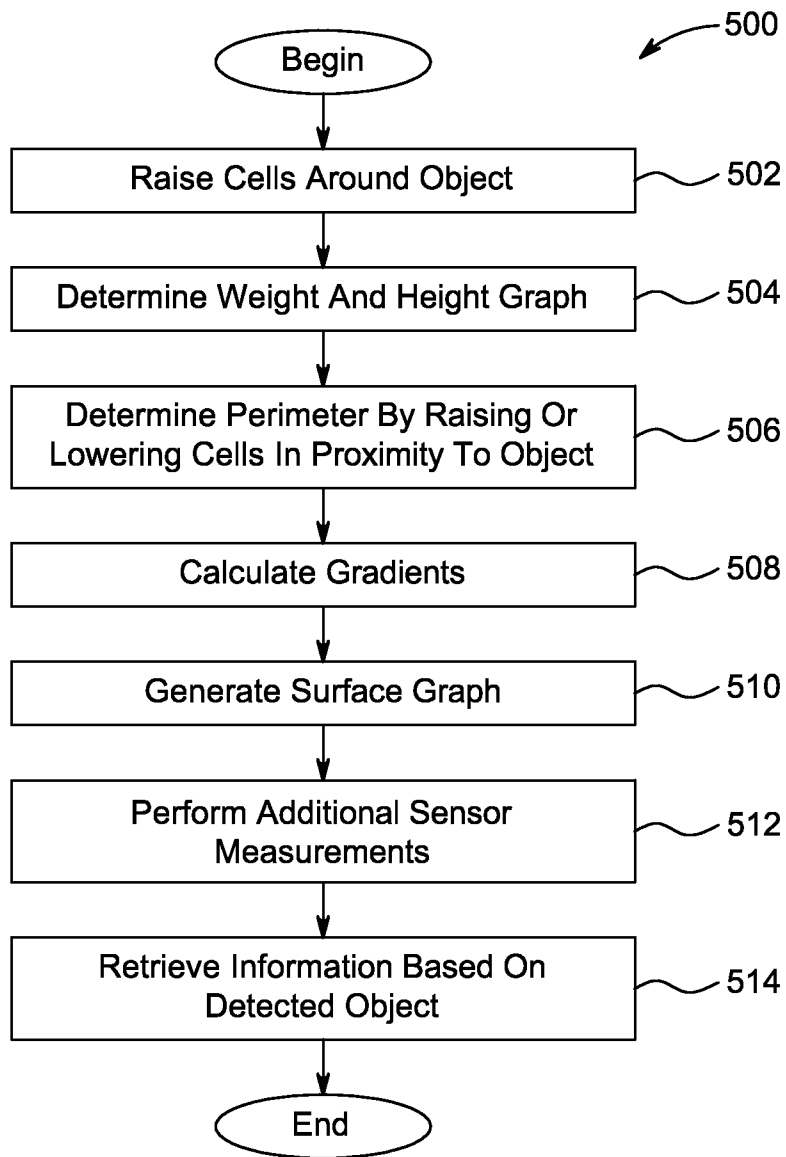 500
Begin
Raise Cells Around Object
502
Determine Weight And Height Graph
504
Determine Perimeter By Raising Or
Lowering Cells In Proximity To Object
506
Calculate Gradients
508
Generate Surface Graph
510
Perform Additional Sensor
Measurements
512
Retrieve Information Based On
Detected Object
514
End